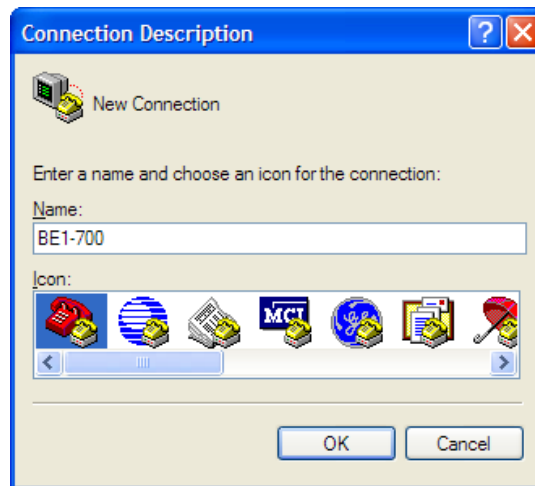 Connection Description
New Connection
Enter a name and choose an icon for the connection:
Name:
BE1-700
Icon:
MCI
OK Cancel